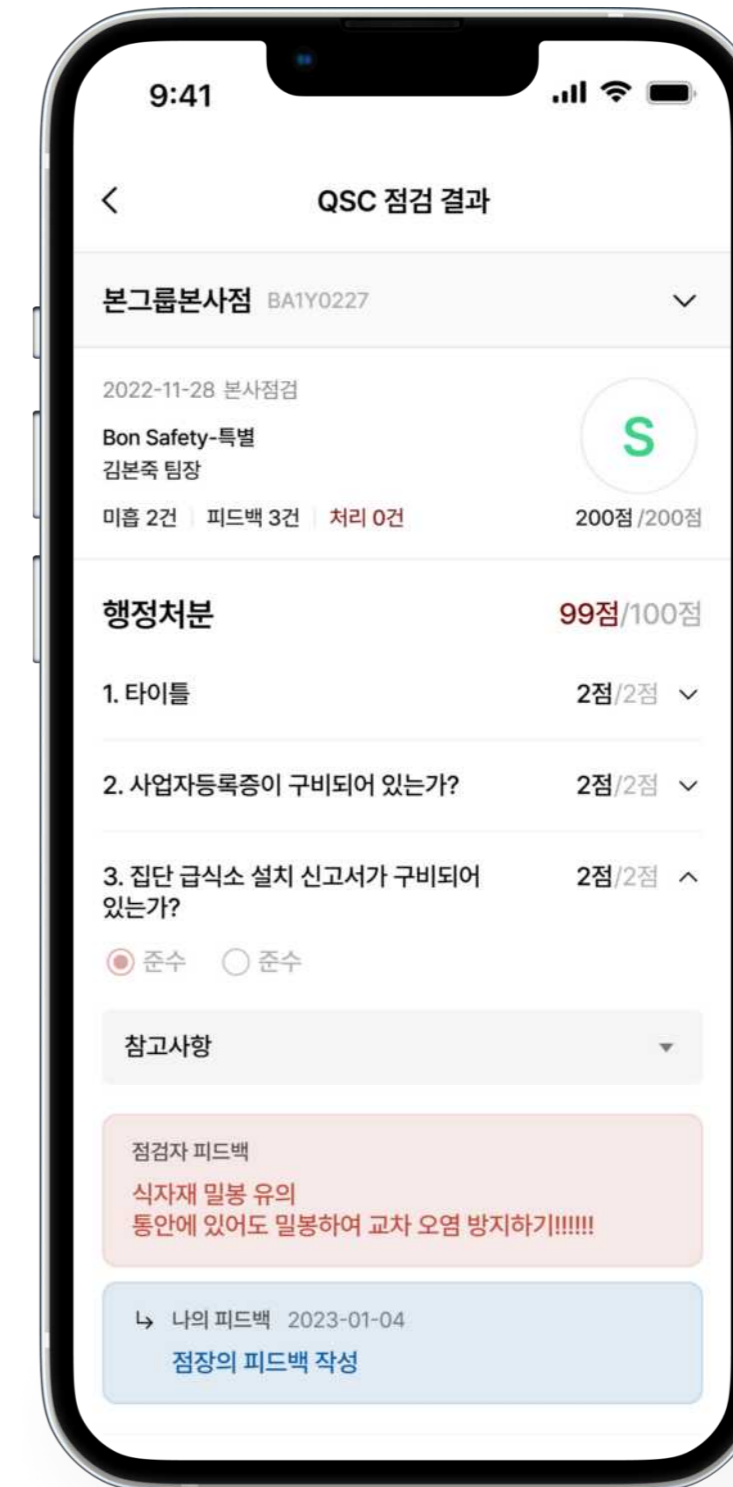 9:41
QSC 점검 결과
본그룹본사점 BA1Y0227
2022-11-28 본사점검
Bon Safety-특별
김본죽 팀장
S
미흡 2건 피드백 3건 처리 0건 200점/200점
행정처분 99점/100점
1. 타이틀 2점/2점
2. 사업자등록증이 구비되어 있는가? 2점/2점
3. 집단 급식소 설치 신고서가 구비되어 2점/2점
있는가?
준수 준수
참고사항
점검자 피드백
식자재 밀봉 유의
통안에 있어도 밀봉하여 교차 오염 방지하기!!!!!!
나의 피드백 2023-01-04
점장의 피드백 작성